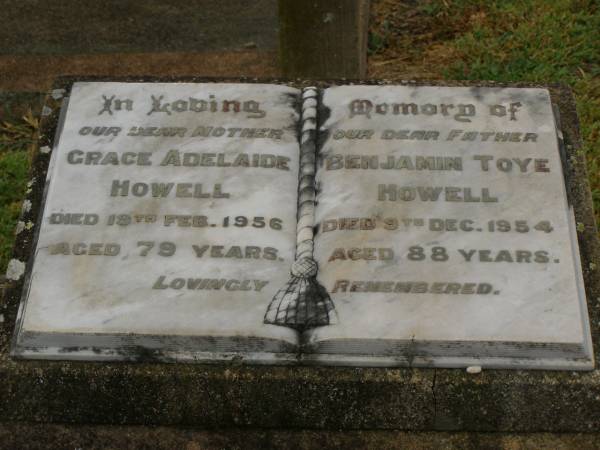 In Loving Memory of
OUR DEAR MOTHER
GRACE ADELAIDE
HOWELL
DIED 19TH FEB. 1956
AGED 79 YEARS.
OUR DEAR FATHER
BENJAMIN TOYE
HOWELL
DIED 9TH DEC. 1954
AGED 88 YEARS.
LOVINGLY REMEMBERED.